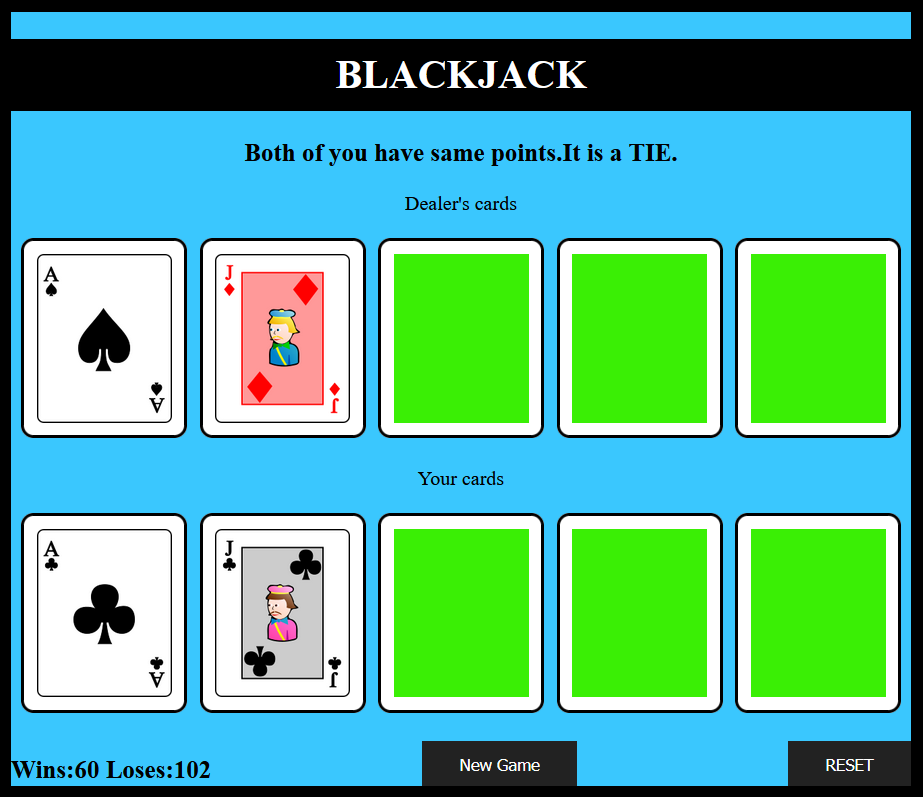 BLACKJACK
Both of you have same points.It is a TIE.
Dealer's cards
A J
A J
Your cards
A J
A J
Wins:60 Loses:102 New Game RESET